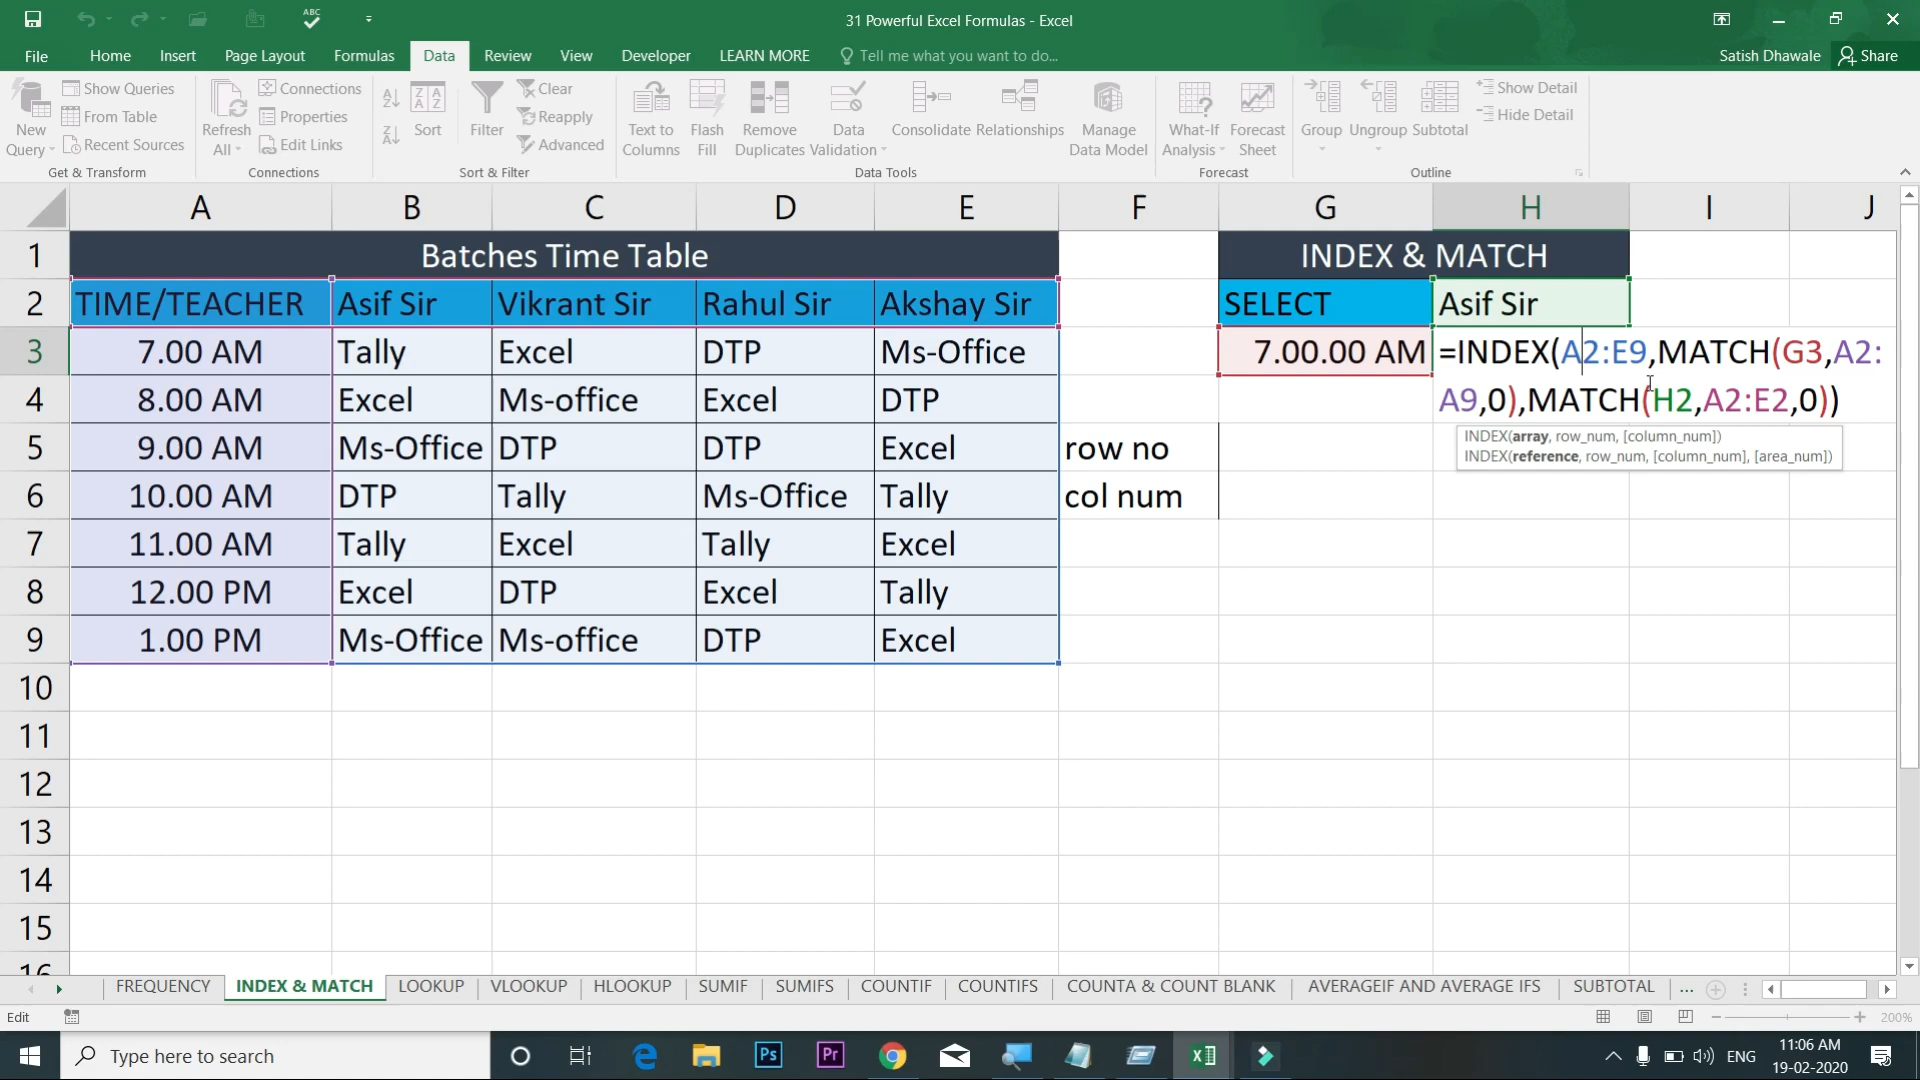 ABC
31 Powerful Excel Formulas - Excel
File Home Insert Page Layout Formulas Data Review View Developer LEARN MORE Tell me what you want to do... Satish Dhawale Share
New Query Show Queries From Table Recent Sources Get & Transform
Refresh All Connections Properties Edit Links Connections
Sort Filter Clear Reapply Advanced Sort & Filter
Text to Columns Flash Fill Remove Duplicates Data Validation Consolidate Relationships Manage Data Model Data Tools
What-If Analysis Forecast Sheet Forecast
Group Ungroup Subtotal Show Detail Hide Detail Outline
A B C D E F G H I J
1 Batches Time Table INDEX & MATCH
2 TIME/TEACHER Asif Sir Vikrant Sir Rahul Sir Akshay Sir SELECT Asif Sir
3 7.00 AM Tally Excel DTP Ms-Office 7.00.00 AM =INDEX(A2:E9,MATCH(G3,A2:
4 8.00 AM Excel Ms-office Excel DTP A9,0),MATCH(H2,A2:E2,0))
INDEX(array, row_num, [column_num])
INDEX(reference, row_num, [column_num], [area_num])
5 9.00 AM Ms-Office DTP DTP Excel row no
6 10.00 AM DTP Tally Ms-Office Tally col num
7 11.00 AM Tally Excel Tally Excel
8 12.00 PM Excel DTP Excel Tally
9 1.00 PM Ms-Office Ms-office DTP Excel
10
11
12
13
14
15
16
FREQUENCY INDEX & MATCH LOOKUP VLOOKUP HLOOKUP SUMIF SUMIFS COUNTIF COUNTIFS COUNTA & COUNT BLANK AVERAGEIF AND AVERAGE IFS SUBTOTAL ...
Edit 200%
Type here to search Ps Pr ENG 11:06 AM
19-02-2020